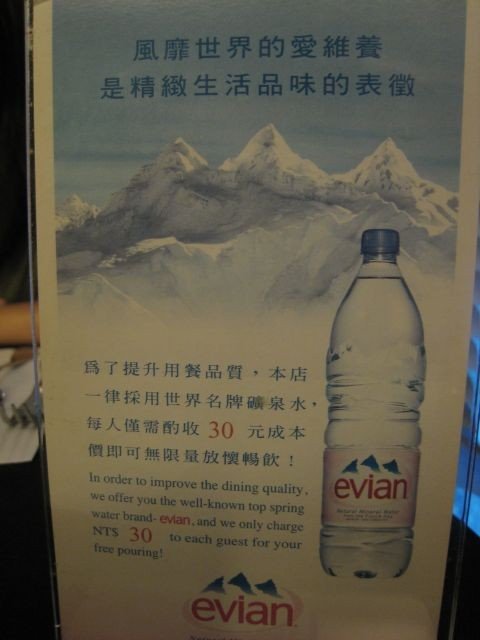 風靡世界的愛維養
是精緻生活品味的表徵
為了提升用餐品質，本店
一律採用世界名牌礦泉水，
每人僅需酌收 30 元成本
價即可無限量放懷暢飲！
In order to improve the dining quality,
we offer you the well-known top spring
water brand- evian, and we only charge
NT$ 30 to each guest for your
free pouring!
evian
Natural Mineral Water
evian